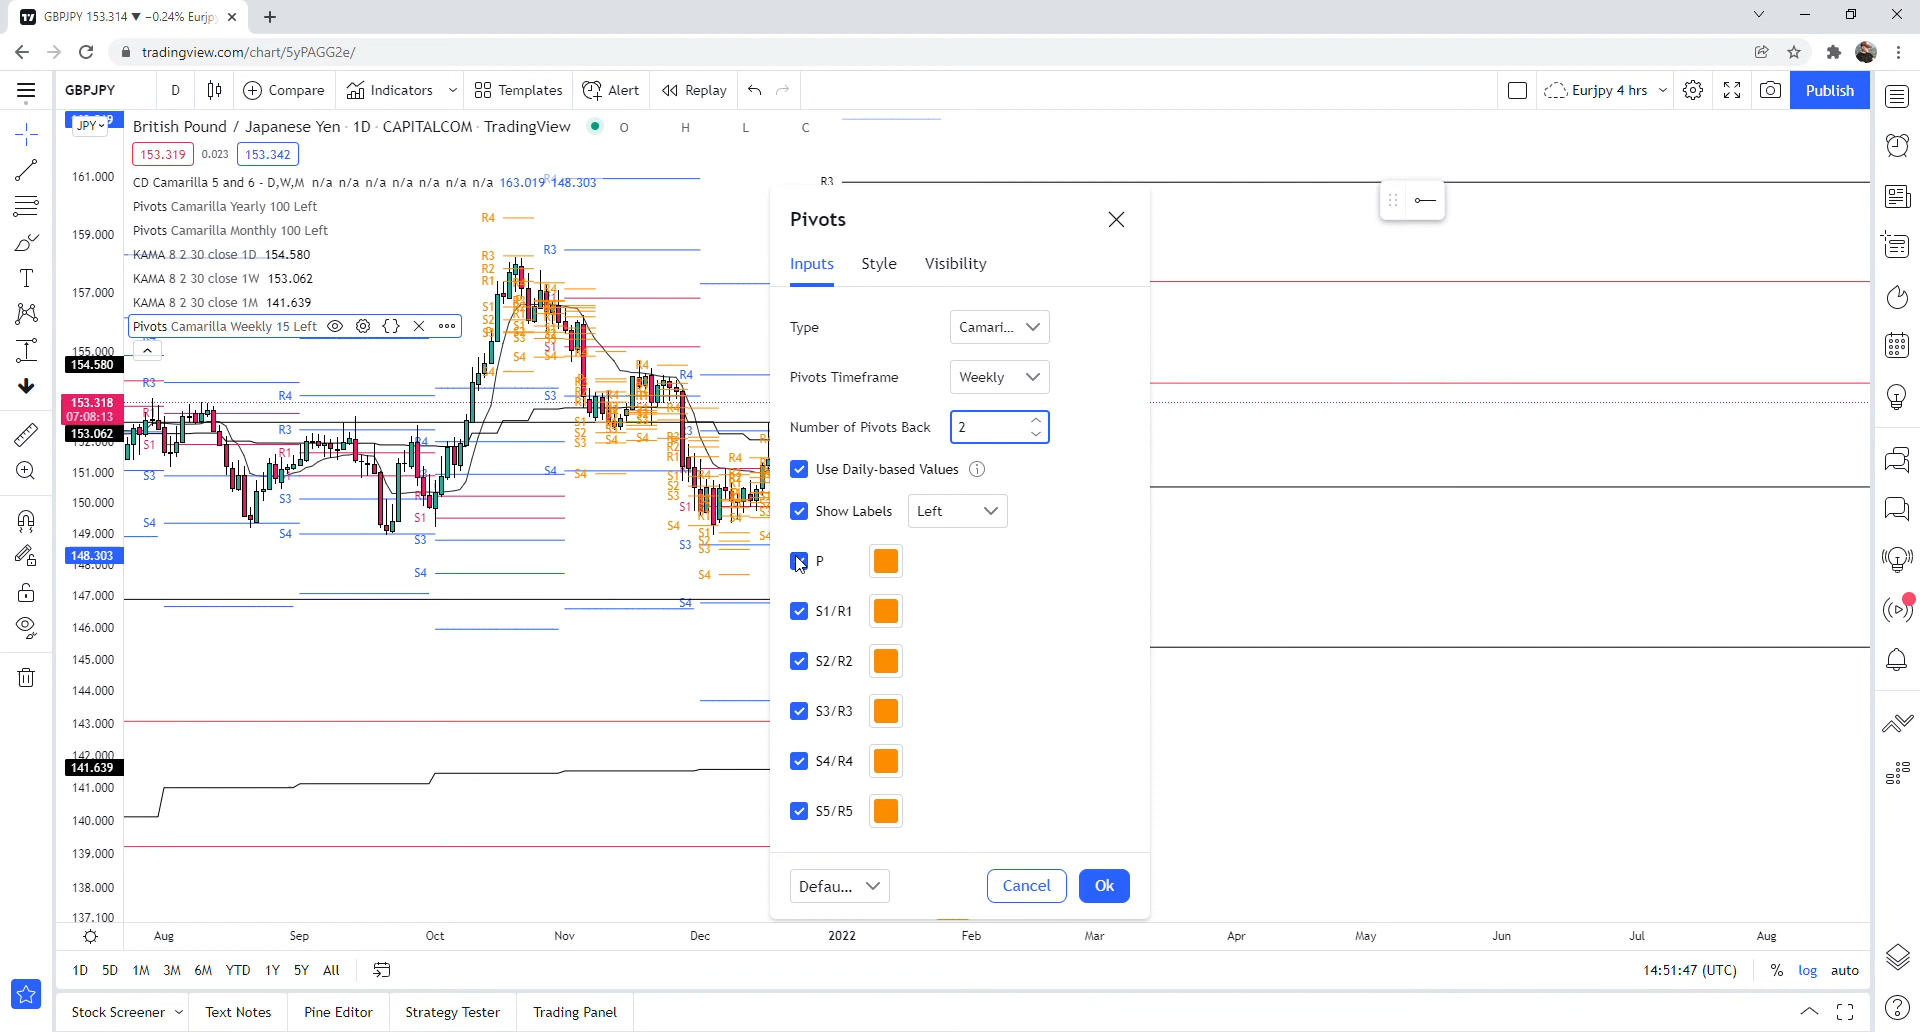 GBPJPY 153.314 ▼ −0.24% Eurjpy
tradingview.com/chart/5yPAGG2e/
GBPJPY D Compare Indicators Templates Alert Replay Eurjpy 4 hrs Publish
JPY British Pound / Japanese Yen · 1D · CAPITALCOM · TradingView O H L C
153.319 0.023 153.342
CD Camarilla 5 and 6 - D,W,M n/a n/a n/a n/a n/a n/a n/a 163.019 148.303
Pivots Camarilla Yearly 100 Left
Pivots Camarilla Monthly 100 Left
KAMA 8 2 30 close 1D 154.580
KAMA 8 2 30 close 1W 153.062
KAMA 8 2 30 close 1M 141.639
Pivots Camarilla Weekly 15 Left
161.000
159.000
157.000
155.000
154.580
153.318
07:08:13
153.062
152.000
151.000
150.000
149.000
148.303
148.000
147.000
146.000
145.000
144.000
143.000
142.000
141.639
141.000
140.000
139.000
138.000
137.100
R3
Pivots
Inputs Style Visibility
Type Camari...
Pivots Timeframe Weekly
Number of Pivots Back 2
Use Daily-based Values
Show Labels Left
P
S1/R1
S2/R2
S3/R3
S4/R4
S5/R5
Defau... Cancel Ok
Aug Sep Oct Nov Dec 2022 Feb Mar Apr May Jun Jul Aug
1D 5D 1M 3M 6M YTD 1Y 5Y All 14:51:47 (UTC) % log auto
Stock Screener Text Notes Pine Editor Strategy Tester Trading Panel